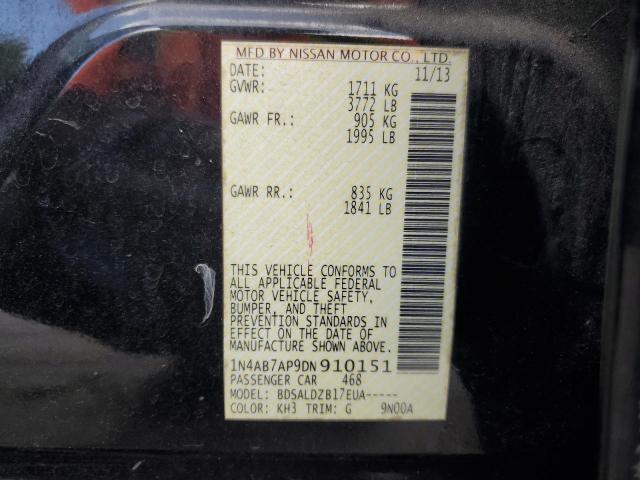 MFD BY NISSAN MOTOR CO., LTD.
DATE: 11/13
GVWR: 1711 KG
3772 LB
GAWR FR.: 905 KG
1995 LB
GAWR RR.: 835 KG
1841 LB
THIS VEHICLE CONFORMS TO
ALL APPLICABLE FEDERAL
MOTOR VEHICLE SAFETY,
BUMPER, AND THEFT
PREVENTION STANDARDS IN
EFFECT ON THE DATE OF
MANUFACTURE SHOWN ABOVE.
1N4AB7AP9DN910151
PASSENGER CAR 468
MODEL: BDSALDZB17EUA-----
COLOR: KH3 TRIM: G 9N00A